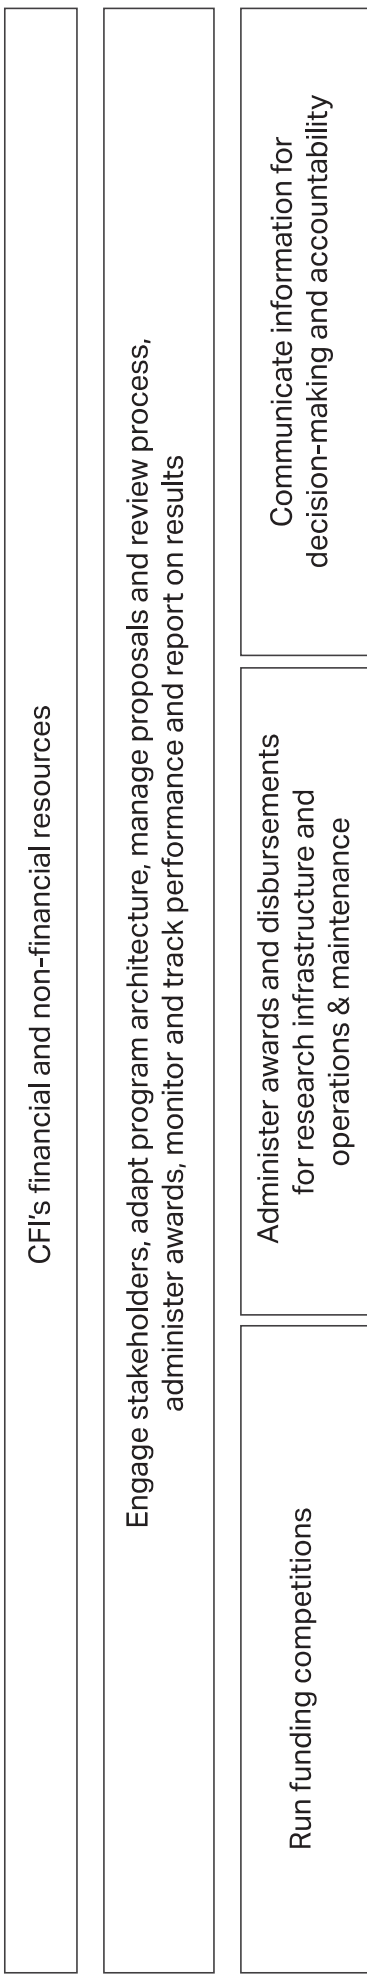 CFI's financial and non-financial resources
Engage stakeholders, adapt program architecture, manage proposals and review process,
administer awards, monitor and track performance and report on results
Run funding competitions
Administer awards and disbursements
for research infrastructure and
operations & maintenance
Communicate information for
decision-making and accountability